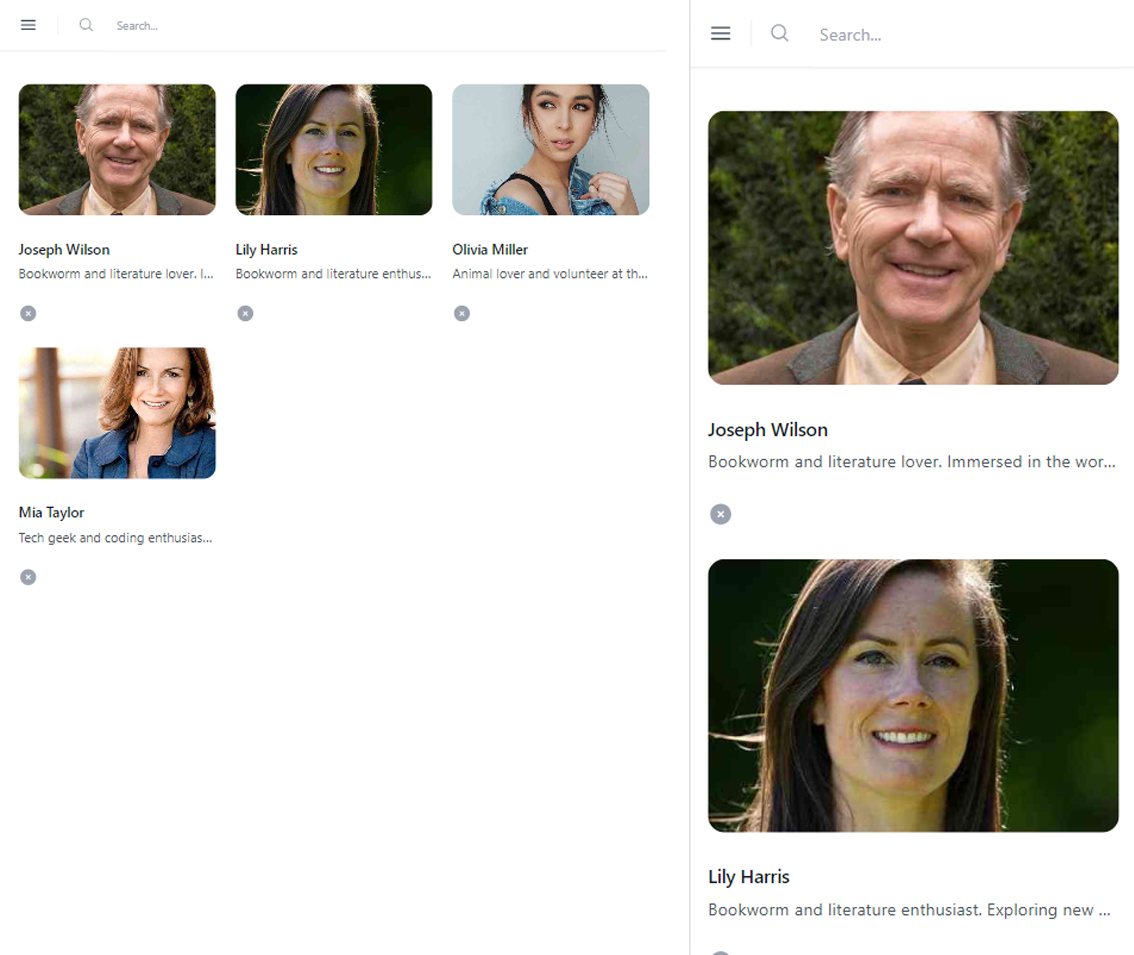 Search...
Joseph Wilson
Bookworm and literature lover. I...
Lily Harris
Bookworm and literature enthus...
Olivia Miller
Animal lover and volunteer at th...
Mia Taylor
Tech geek and coding enthusias...
Search...
Joseph Wilson
Bookworm and literature lover. Immersed in the wor...
Lily Harris
Bookworm and literature enthusiast. Exploring new ...